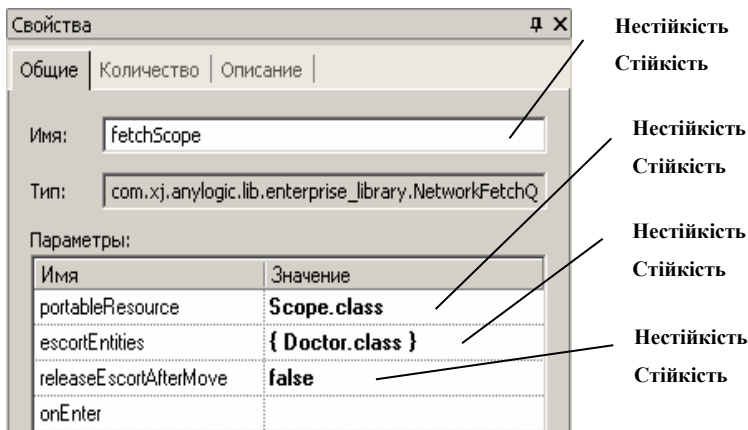 Свойства
Общие Количество Описание
Имя: fetchScope
Тип: com.xj.anylogic.lib.enterprise_library.NetworkFetchQ
Параметры:
Имя Значение
portableResource Scope.class
escortEntities { Doctor.class }
releaseEscortAfterMove false
onEnter
Нестійкість
Стійкість
Нестійкість
Стійкість
Нестійкість
Стійкість
Нестійкість
Стійкість